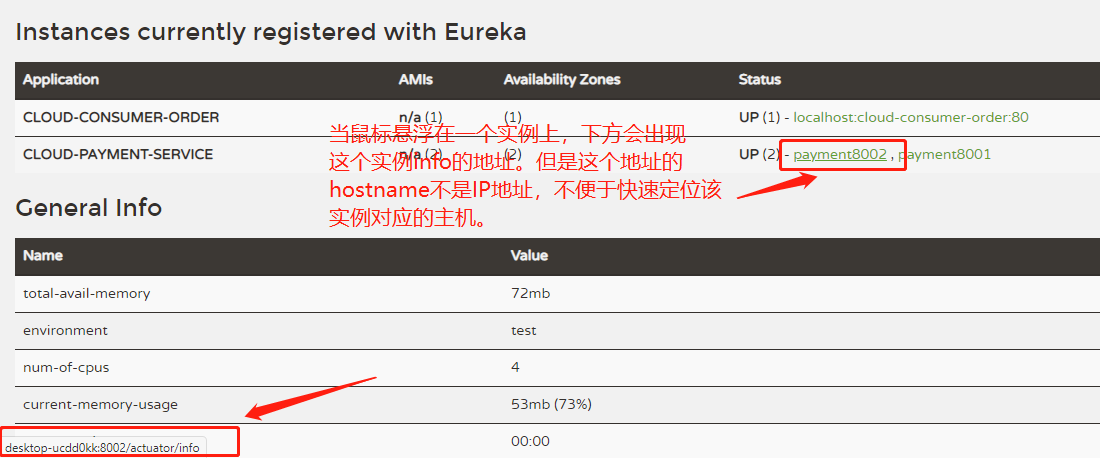 Instances currently registered with Eureka
Application AMIs Availability Zones Status
CLOUD-CONSUMER-ORDER n/a (1) (1) UP (1) - localhost:cloud-consumer-order:80
CLOUD-PAYMENT-SERVICE n/a (2) (2) UP (2) - payment8002 , payment8001
当鼠标悬浮在一个实例上，下方会出现
这个实例info的地址。但是这个地址的
hostname不是IP地址，不便于快速定位该
实例对应的主机。
General Info
Name Value
total-avail-memory 72mb
environment test
num-of-cpus 4
current-memory-usage 53mb (73%)
00:00
desktop-ucdd0kk:8002/actuator/info